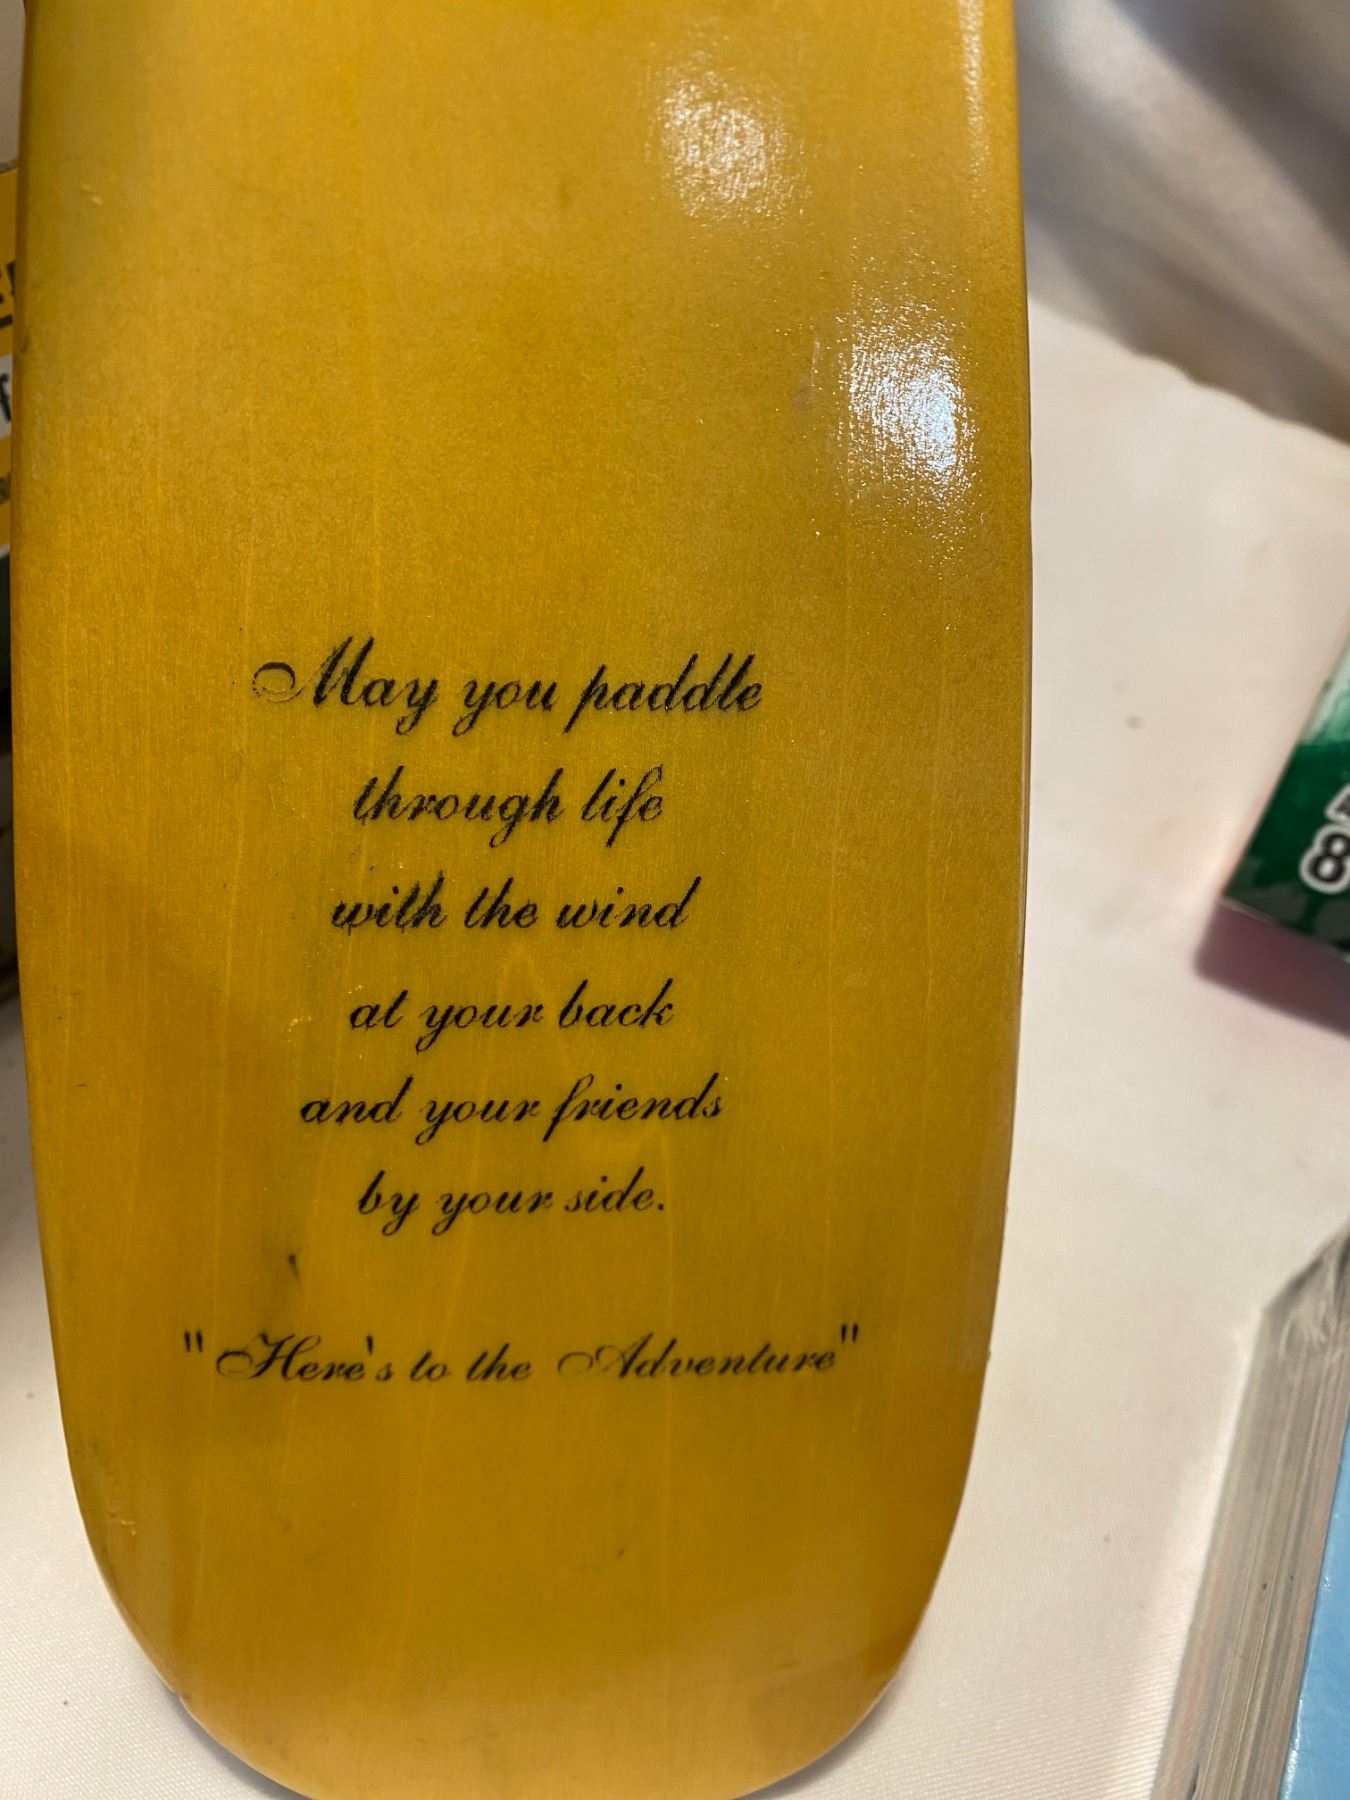 May you paddle
through life
with the wind
at your back
and your friends
by your side.
"Here's to the Adventure"
8